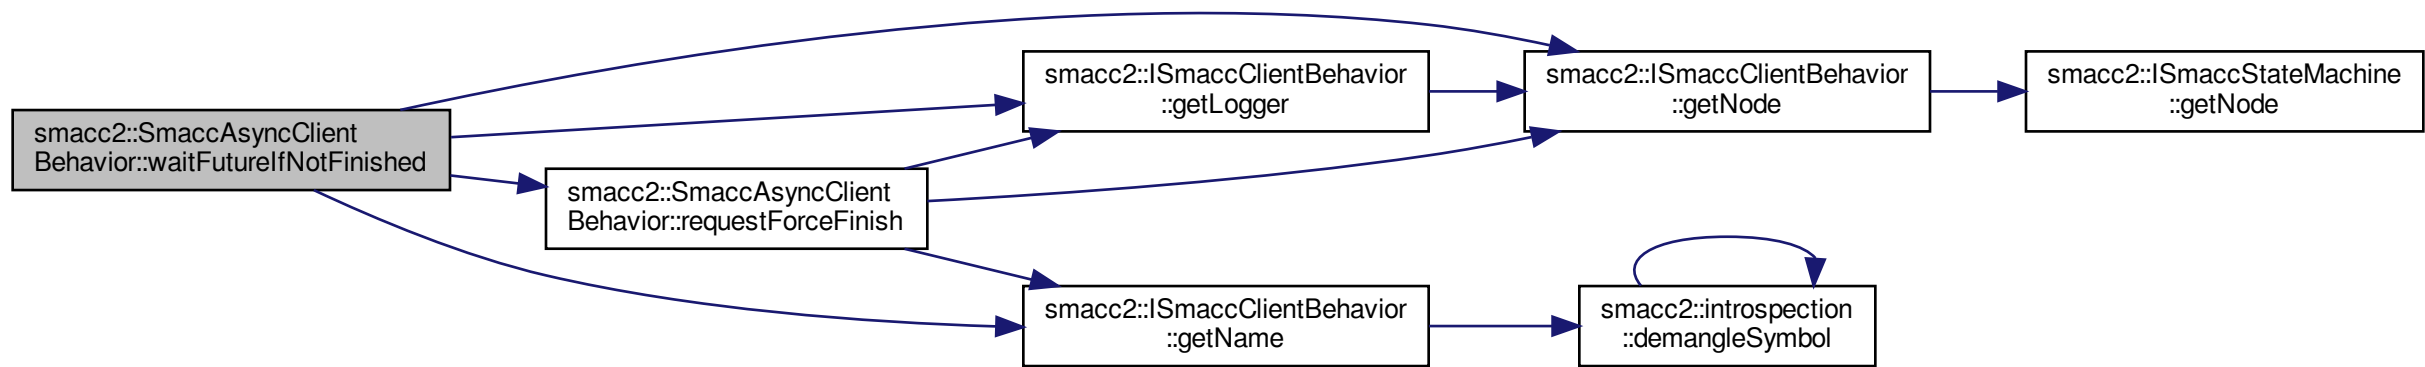 smacc2::SmaccAsyncClient
Behavior::waitFutureIfNotFinished
smacc2::SmaccAsyncClient
Behavior::requestForceFinish
smacc2::ISmaccClientBehavior
::getLogger
smacc2::ISmaccClientBehavior
::getName
smacc2::ISmaccClientBehavior
::getNode
smacc2::introspection
::demangleSymbol
smacc2::ISmaccStateMachine
::getNode